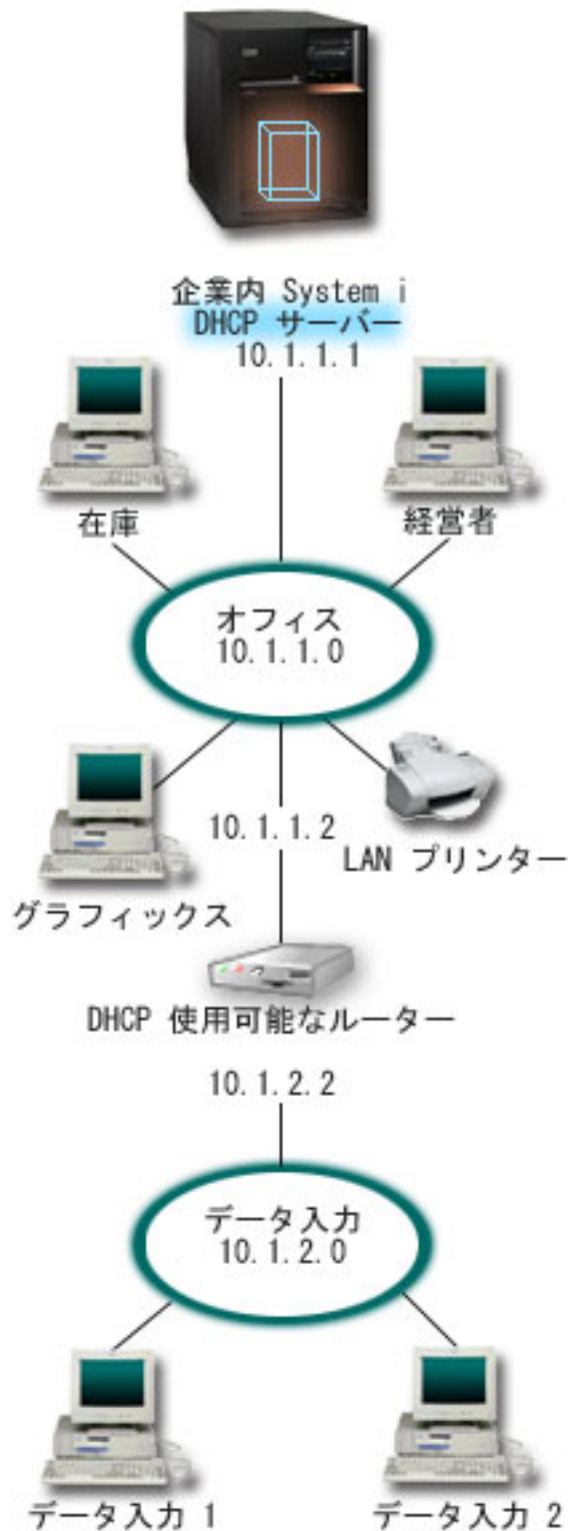 企業内 System i
DHCP サーバー
10.1.1.1
在庫
経営者
オフィス
10.1.1.0
10.1.1.2
LAN プリンター
グラフィックス
DHCP 使用可能なルーター
10.1.2.2
データ入力
10.1.2.0
データ入力 1
データ入力 2